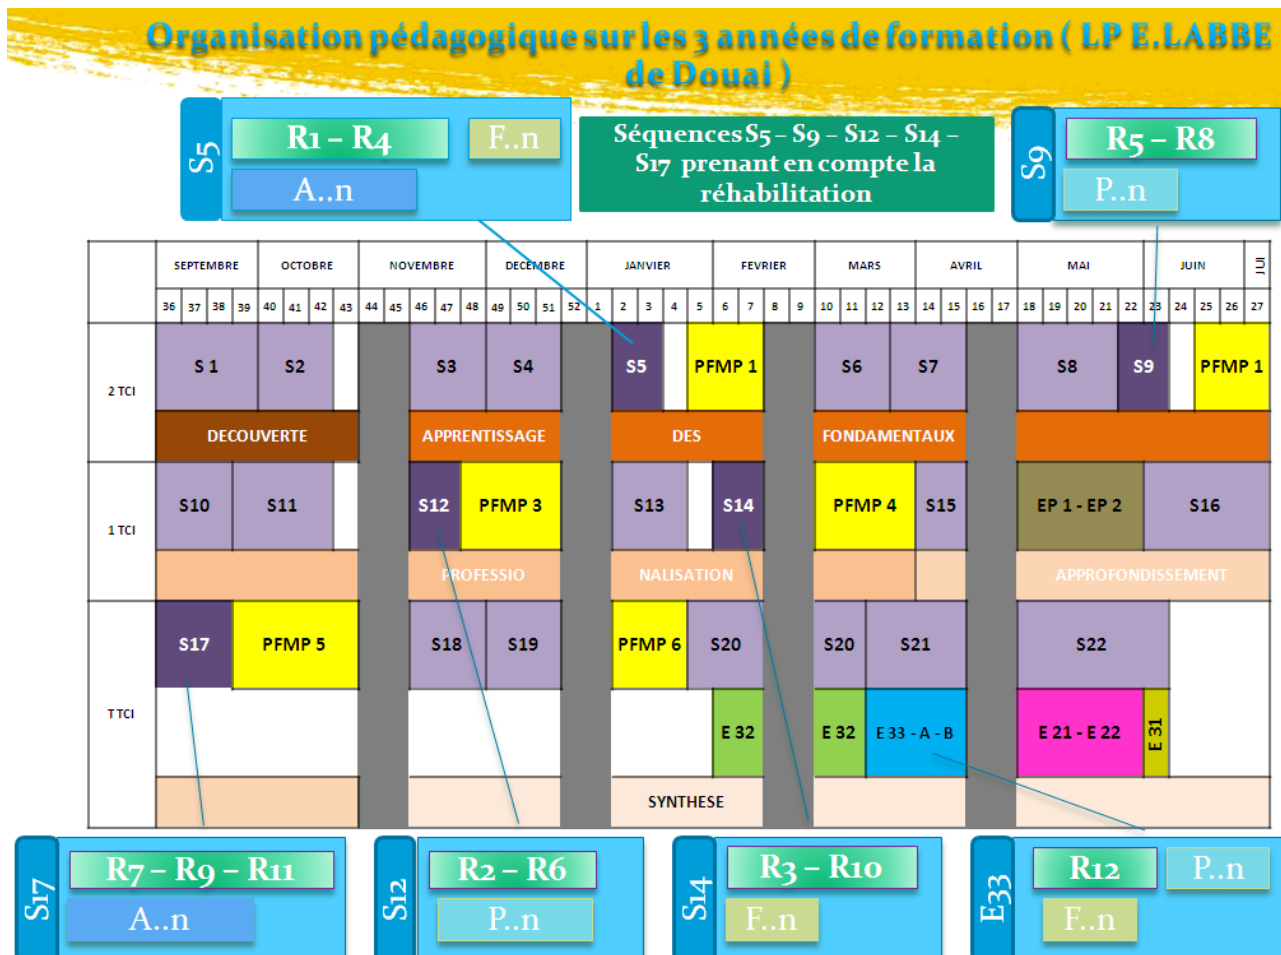 Organisation pédagogique sur les 3 années de formation ( LP E.LABBE
de Douai )
S5
R1 – R4
F..n
A..n
Séquences S5 – S9 – S12 – S14 –
S17 prenant en compte la
réhabilitation
S9
R5 – R8
P..n
SEPTEMBRE OCTOBRE NOVEMBRE DECEMBRE JANVIER FEVRIER MARS AVRIL MAI JUIN JUI
36 37 38 39 40 41 42 43 44 45 46 47 48 49 50 51 52 1 2 3 4 5 6 7 8 9 10 11 12 13 14 15 16 17 18 19 20 21 22 23 24 25 26 27
2 TCI
S 1 S2 S3 S4 S5 PFMP 1 S6 S7 S8 S9 PFMP 1
DECOUVERTE APPRENTISSAGE DES FONDAMENTAUX
1 TCI
S10 S11 S12 PFMP 3 S13 S14 PFMP 4 S15 EP 1 - EP 2 S16
PROFESSIO NALISATION APPROFONDISSEMENT
T TCI
S17 PFMP 5 S18 S19 PFMP 6 S20 S20 S21 S22
E 32 E 32 E 33 - A - B E 21 - E 22 E 31
SYNTHESE
S17
R7 – R9 – R11
A..n
S12
R2 – R6
P..n
S14
R3 – R10
F..n
E33
R12
P..n
F..n